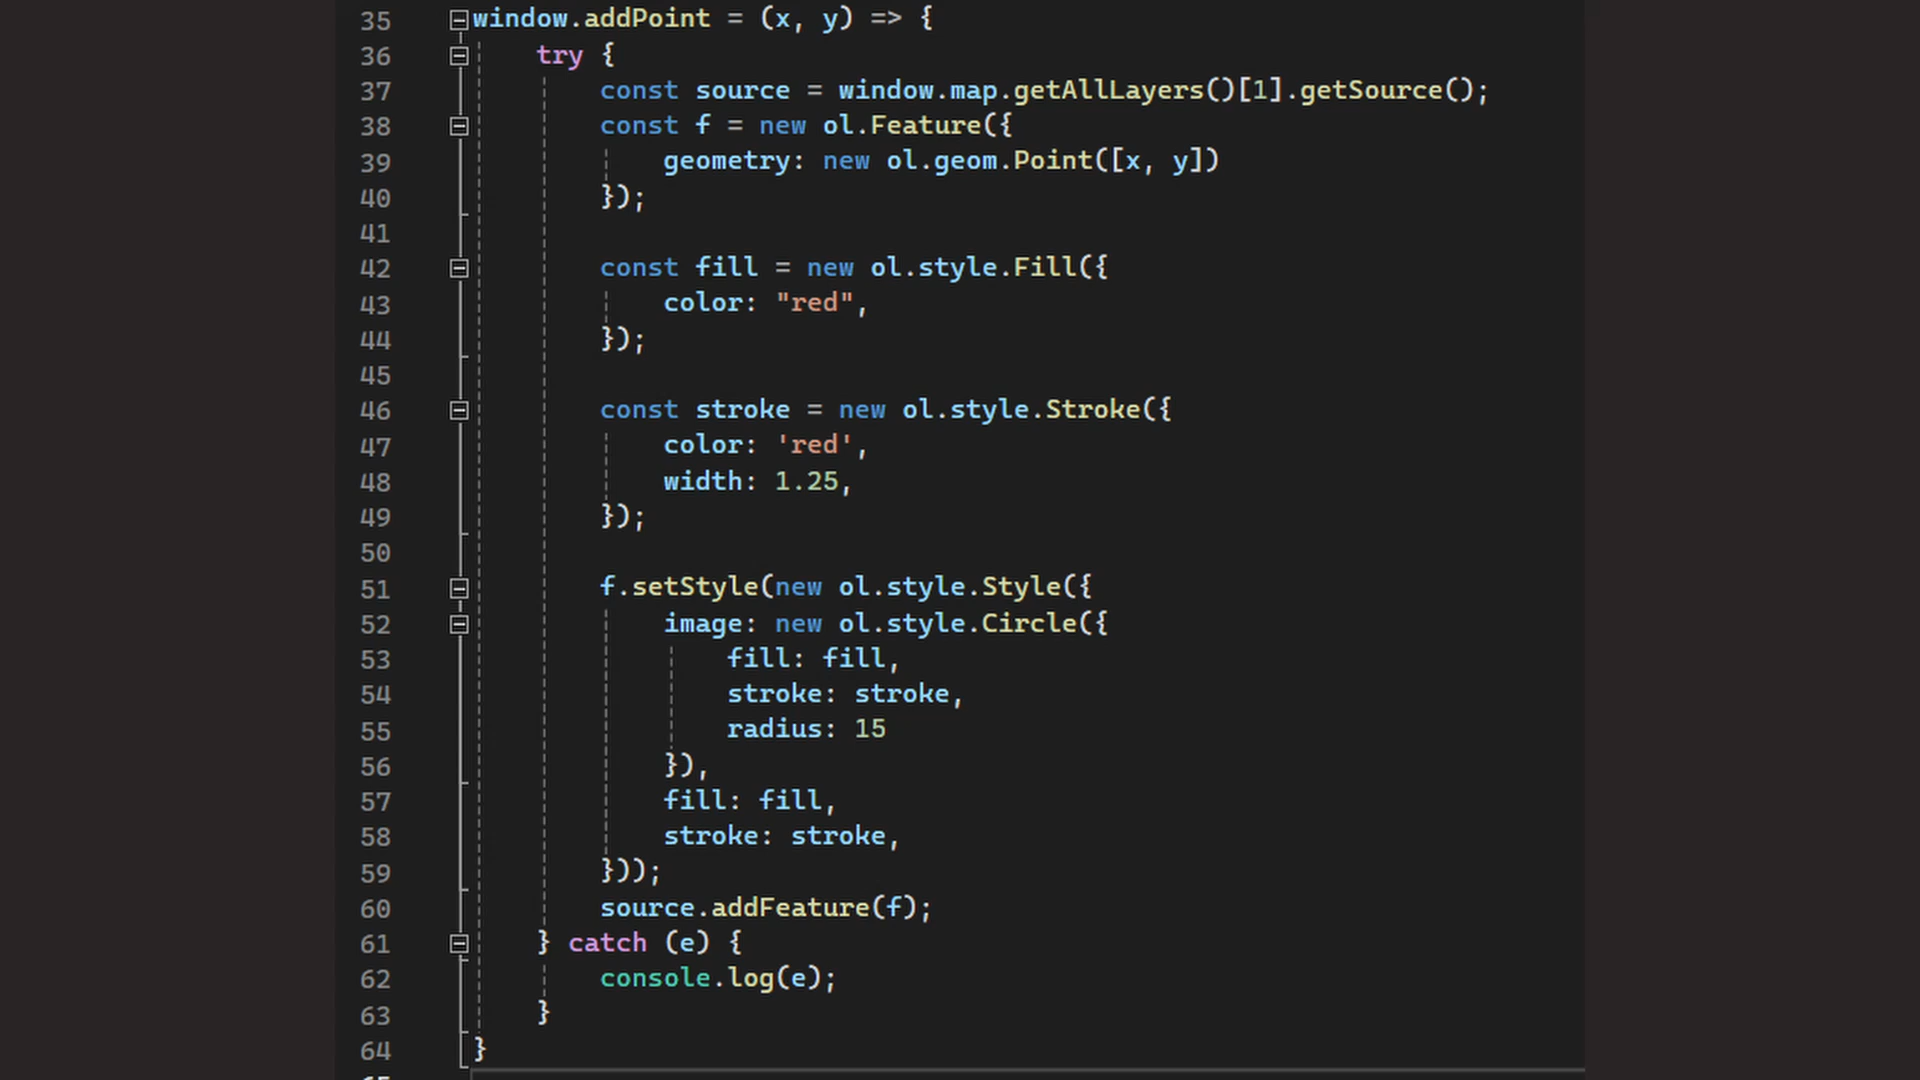 35 window.addPoint = (x, y) => {
36 try {
37 const source = window.map.getAllLayers()[1].getSource();
38 const f = new ol.Feature({
39 geometry: new ol.geom.Point([x, y])
40 });
41
42 const fill = new ol.style.Fill({
43 color: "red",
44 });
45
46 const stroke = new ol.style.Stroke({
47 color: 'red',
48 width: 1.25,
49 });
50
51 f.setStyle(new ol.style.Style({
52 image: new ol.style.Circle({
53 fill: fill,
54 stroke: stroke,
55 radius: 15
56 }),
57 fill: fill,
58 stroke: stroke,
59 }));
60 source.addFeature(f);
61 } catch (e) {
62 console.log(e);
63 }
64 }